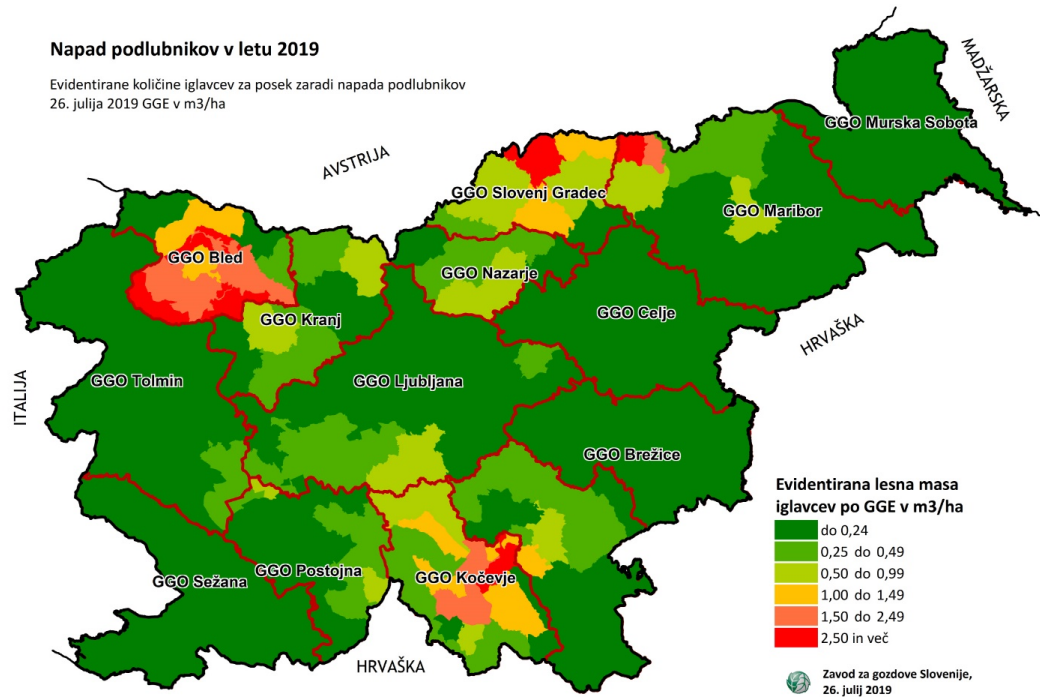 Napad podlubnikov v letu 2019
Evidentirane količine iglavcev za posek zaradi napada podlubnikov
26. julija 2019 GGE v m3/ha
MADŽARSKA
GGO Murska Sobota
AVSTRIJA
GGO Slovenj Gradec
GGO Maribor
GGO Bled
GGO Nazarje
GGO Kranj
GGO Celje
HRVAŠKA
ITALIJA
GGO Tolmin
GGO Ljubljana
GGO Brežice
GGO Sežana
GGO Postojna
GGO Kočevje
HRVAŠKA
Evidentirana lesna masa
iglavcev po GGE v m3/ha
do 0,24
0,25 do 0,49
0,50 do 0,99
1,00 do 1,49
1,50 do 2,49
2,50 in več
Zavod za gozdove Slovenije,
26. julij 2019